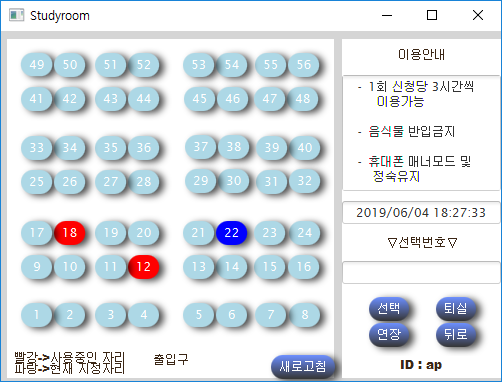 Studyroom
49 50 51 52 53 54 55 56
41 42 43 44 45 46 47 48
33 34 35 36 37 38 39 40
25 26 27 28 29 30 31 32
17 18 19 20 21 22 23 24
9 10 11 12 13 14 15 16
1 2 3 4 5 6 7 8
빨강->사용중인 자리 출입구
파랑->현재 지정자리
새로고침
이용안내
- 1회 신청당 3시간씩
이용가능
- 음식물 반입금지
- 휴대폰 매너모드 및
정숙유지
2019/06/04 18:27:33
▽선택번호▽
선택 퇴실
연장 뒤로
ID : ap